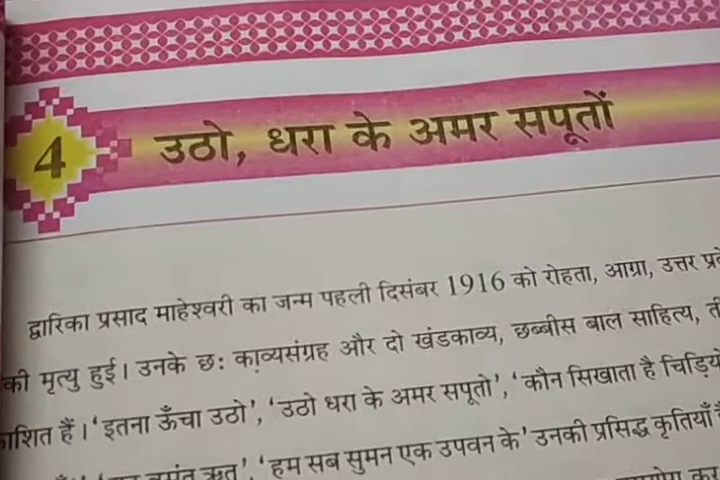 4
उठो, धरा के अमर सपूतों
द्वारिका प्रसाद माहेश्वरी का जन्म पहली दिसंबर 1916 को रोहता, आगरा, उत्तर
की मृत्यु हुई। उनके छः काव्यसंग्रह और दो खंडकाव्य, छब्बीस बाल साहित्य,
हैं। 'इतना ऊँचा उठो', 'उठो धरा के अमर सपूतो', 'कौन सिखाता है
'हम सब सुमन एक उपवन के' उनकी प्रसिद्ध कृतियाँ